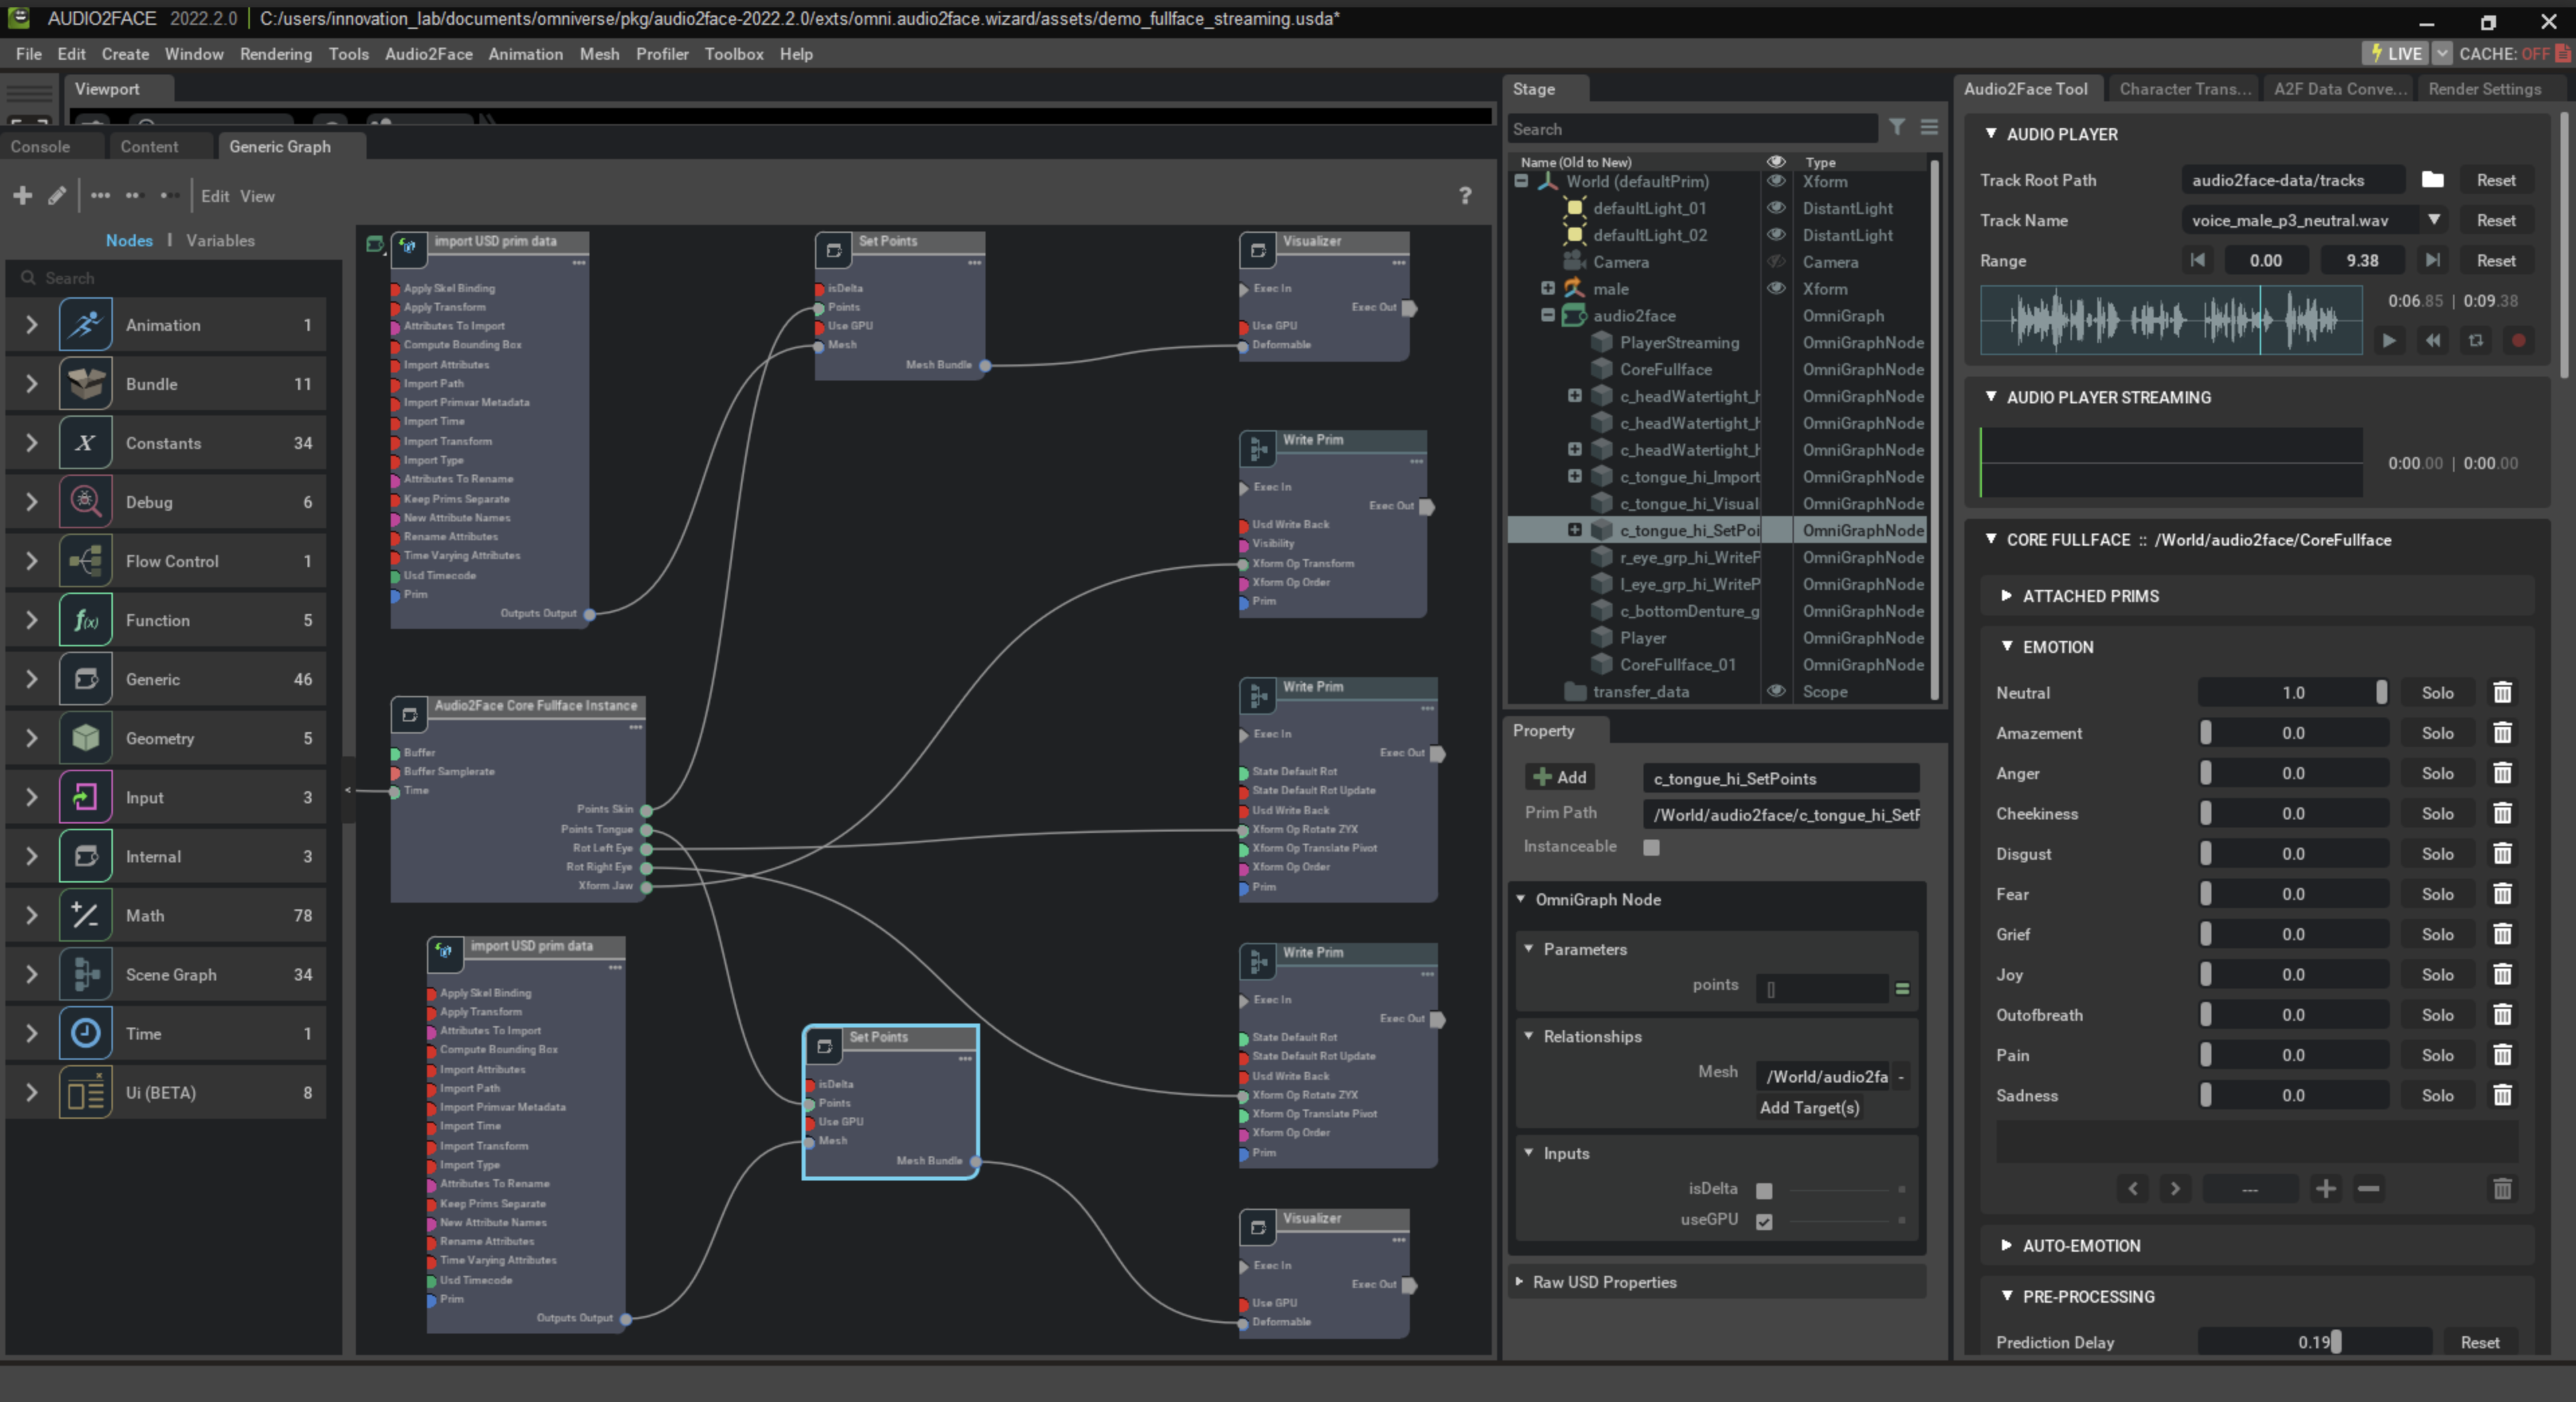 AUDIO2FACE 2022.2.0 | C:/users/innovation_lab/documents/omniverse/pkg/audio2face-2022.2.0/exts/omni.audio2face.wizard/assets/demo_fullface_streaming.usda*
File Edit Create Window Rendering Tools Audio2Face Animation Mesh Profiler Toolbox Help
LIVE CACHE: OFF
Viewport
Console Content Generic Graph
Edit View ?
Nodes | Variables
Search
Animation 1
Bundle 11
Constants 34
Debug 6
Flow Control 1
Function 5
Generic 46
Geometry 5
Input 3
Internal 3
Math 78
Scene Graph 34
Time 1
Ui (BETA) 8
import USD prim data
Apply Skel Binding
Apply Transform
Attributes To Import
Compute Bounding Box
Import Attributes
Import Path
Import Primvar Metadata
Import Time
Import Transform
Import Type
Attributes To Rename
Keep Prims Separate
New Attribute Names
Rename Attributes
Time Varying Attributes
Usd Timecode
Prim
Outputs Output
Audio2Face Core Fullface Instance
Buffer
Buffer Samplerate
Time
Points Skin
Points Tongue
Rot Left Eye
Rot Right Eye
Xform Jaw
import USD prim data
Apply Skel Binding
Apply Transform
Attributes To Import
Compute Bounding Box
Import Attributes
Import Path
Import Primvar Metadata
Import Time
Import Transform
Import Type
Attributes To Rename
Keep Prims Separate
New Attribute Names
Rename Attributes
Time Varying Attributes
Usd Timecode
Prim
Outputs Output
Set Points
isDelta
Points
Use GPU
Mesh
Mesh Bundle
Set Points
isDelta
Points
Use GPU
Mesh
Mesh Bundle
Visualizer
Exec In
Exec Out
Use GPU
Deformable
Write Prim
Exec In
Exec Out
Usd Write Back
Visibility
Xform Op Transform
Xform Op Order
Prim
Write Prim
Exec In
Exec Out
State Default Rot
State Default Rot Update
Usd Write Back
Xform Op Rotate ZYX
Xform Op Translate Pivot
Xform Op Order
Prim
Write Prim
Exec In
Exec Out
State Default Rot
State Default Rot Update
Usd Write Back
Xform Op Rotate ZYX
Xform Op Translate Pivot
Xform Op Order
Prim
Visualizer
Exec In
Exec Out
Use GPU
Deformable
Stage
Search
Name (Old to New) Type
World (defaultPrim) Xform
defaultLight_01 DistantLight
defaultLight_02 DistantLight
Camera Camera
male Xform
audio2face OmniGraph
PlayerStreaming OmniGraphNode
CoreFullface OmniGraphNode
c_headWatertight_h OmniGraphNode
c_headWatertight_h OmniGraphNode
c_headWatertight_h OmniGraphNode
c_tongue_hi_Import OmniGraphNode
c_tongue_hi_Visual OmniGraphNode
c_tongue_hi_SetPoi OmniGraphNode
r_eye_grp_hi_WriteP OmniGraphNode
l_eye_grp_hi_WriteP OmniGraphNode
c_bottomDenture_g OmniGraphNode
Player OmniGraphNode
CoreFullface_01 OmniGraphNode
transfer_data Scope
Property
Add c_tongue_hi_SetPoints
Prim Path /World/audio2face/c_tongue_hi_SetP
Instanceable
OmniGraph Node
Parameters
points []
Relationships
Mesh /World/audio2fa -
Add Target(s)
Inputs
isDelta
useGPU
Raw USD Properties
Audio2Face Tool Character Trans... A2F Data Conve... Render Settings
AUDIO PLAYER
Track Root Path audio2face-data/tracks Reset
Track Name voice_male_p3_neutral.wav Reset
Range 0.00 9.38 Reset
0:06.85 | 0:09.38
AUDIO PLAYER STREAMING
0:00.00 | 0:00.00
CORE FULLFACE :: /World/audio2face/CoreFullface
ATTACHED PRIMS
EMOTION
Neutral 1.0 Solo
Amazement 0.0 Solo
Anger 0.0 Solo
Cheekiness 0.0 Solo
Disgust 0.0 Solo
Fear 0.0 Solo
Grief 0.0 Solo
Joy 0.0 Solo
Outofbreath 0.0 Solo
Pain 0.0 Solo
Sadness 0.0 Solo
---
AUTO-EMOTION
PRE-PROCESSING
Prediction Delay 0.19 Reset